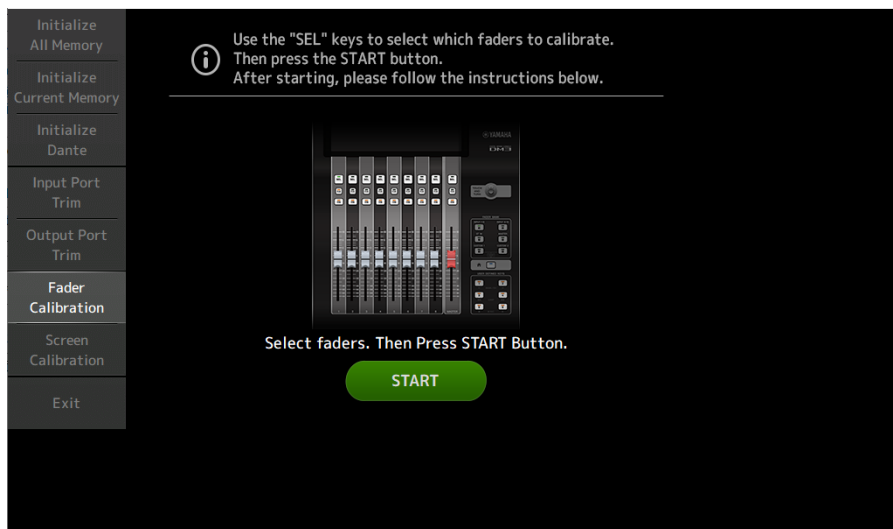 Initialize
All Memory
Initialize
Current Memory
Initialize
Dante
Input Port
Trim
Output Port
Trim
Fader
Calibration
Screen
Calibration
Exit
Use the "SEL" keys to select which faders to calibrate.
Then press the START button.
After starting, please follow the instructions below.
YAMAHA
DM3
Select faders. Then Press START Button.
START